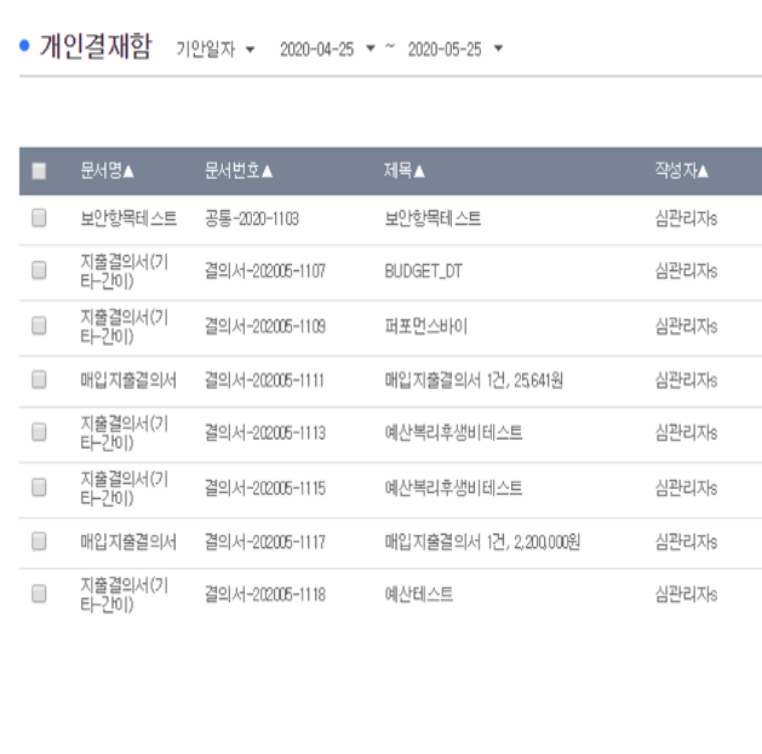 개인결재함 기안일자 ▼ 2020-04-25 ▼ ~ 2020-05-25 ▼
문서명▲ 문서번호▲ 제목▲ 작성자▲
보안항목테스트 공통-2020-1103 보안항목테스트 심관리자s
지출결의서(기
타-간이) 결의서-202005-1107 BUDGET_DT 심관리자s
지출결의서(기
타-간이) 결의서-202005-1109 퍼포먼스바이 심관리자s
매입지출결의서 결의서-202005-1111 매입지출결의서 1건, 25,641원 심관리자s
지출결의서(기
타-간이) 결의서-202005-1113 예산복리후생비테스트 심관리자s
지출결의서(기
타-간이) 결의서-202005-1115 예산복리후생비테스트 심관리자s
매입지출결의서 결의서-202005-1117 매입지출결의서 1건, 2,200,000원 심관리자s
지출결의서(기
타-간이) 결의서-202005-1118 예산테스트 심관리자s